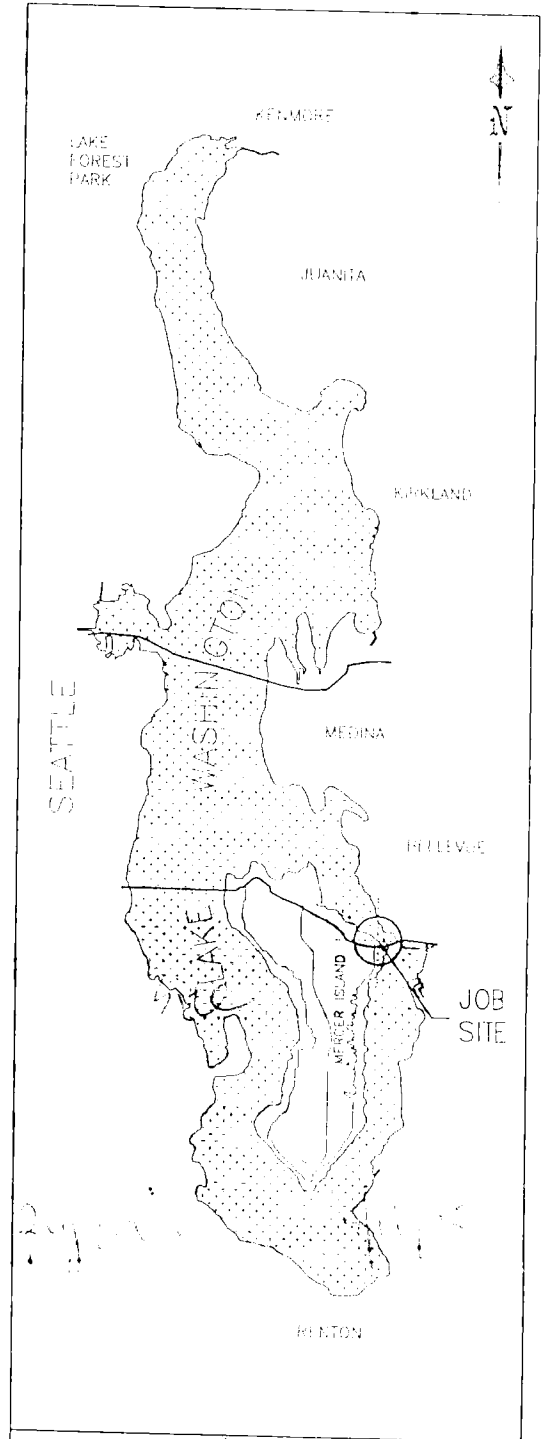 KENMORE
N
LAKE
FOREST
PARK
JUANITA
KIRKLAND
SEATTLE
LAKE WASHINGTON
MEDINA
BELLEVUE
MERCER ISLAND
JOB
SITE
RENTON